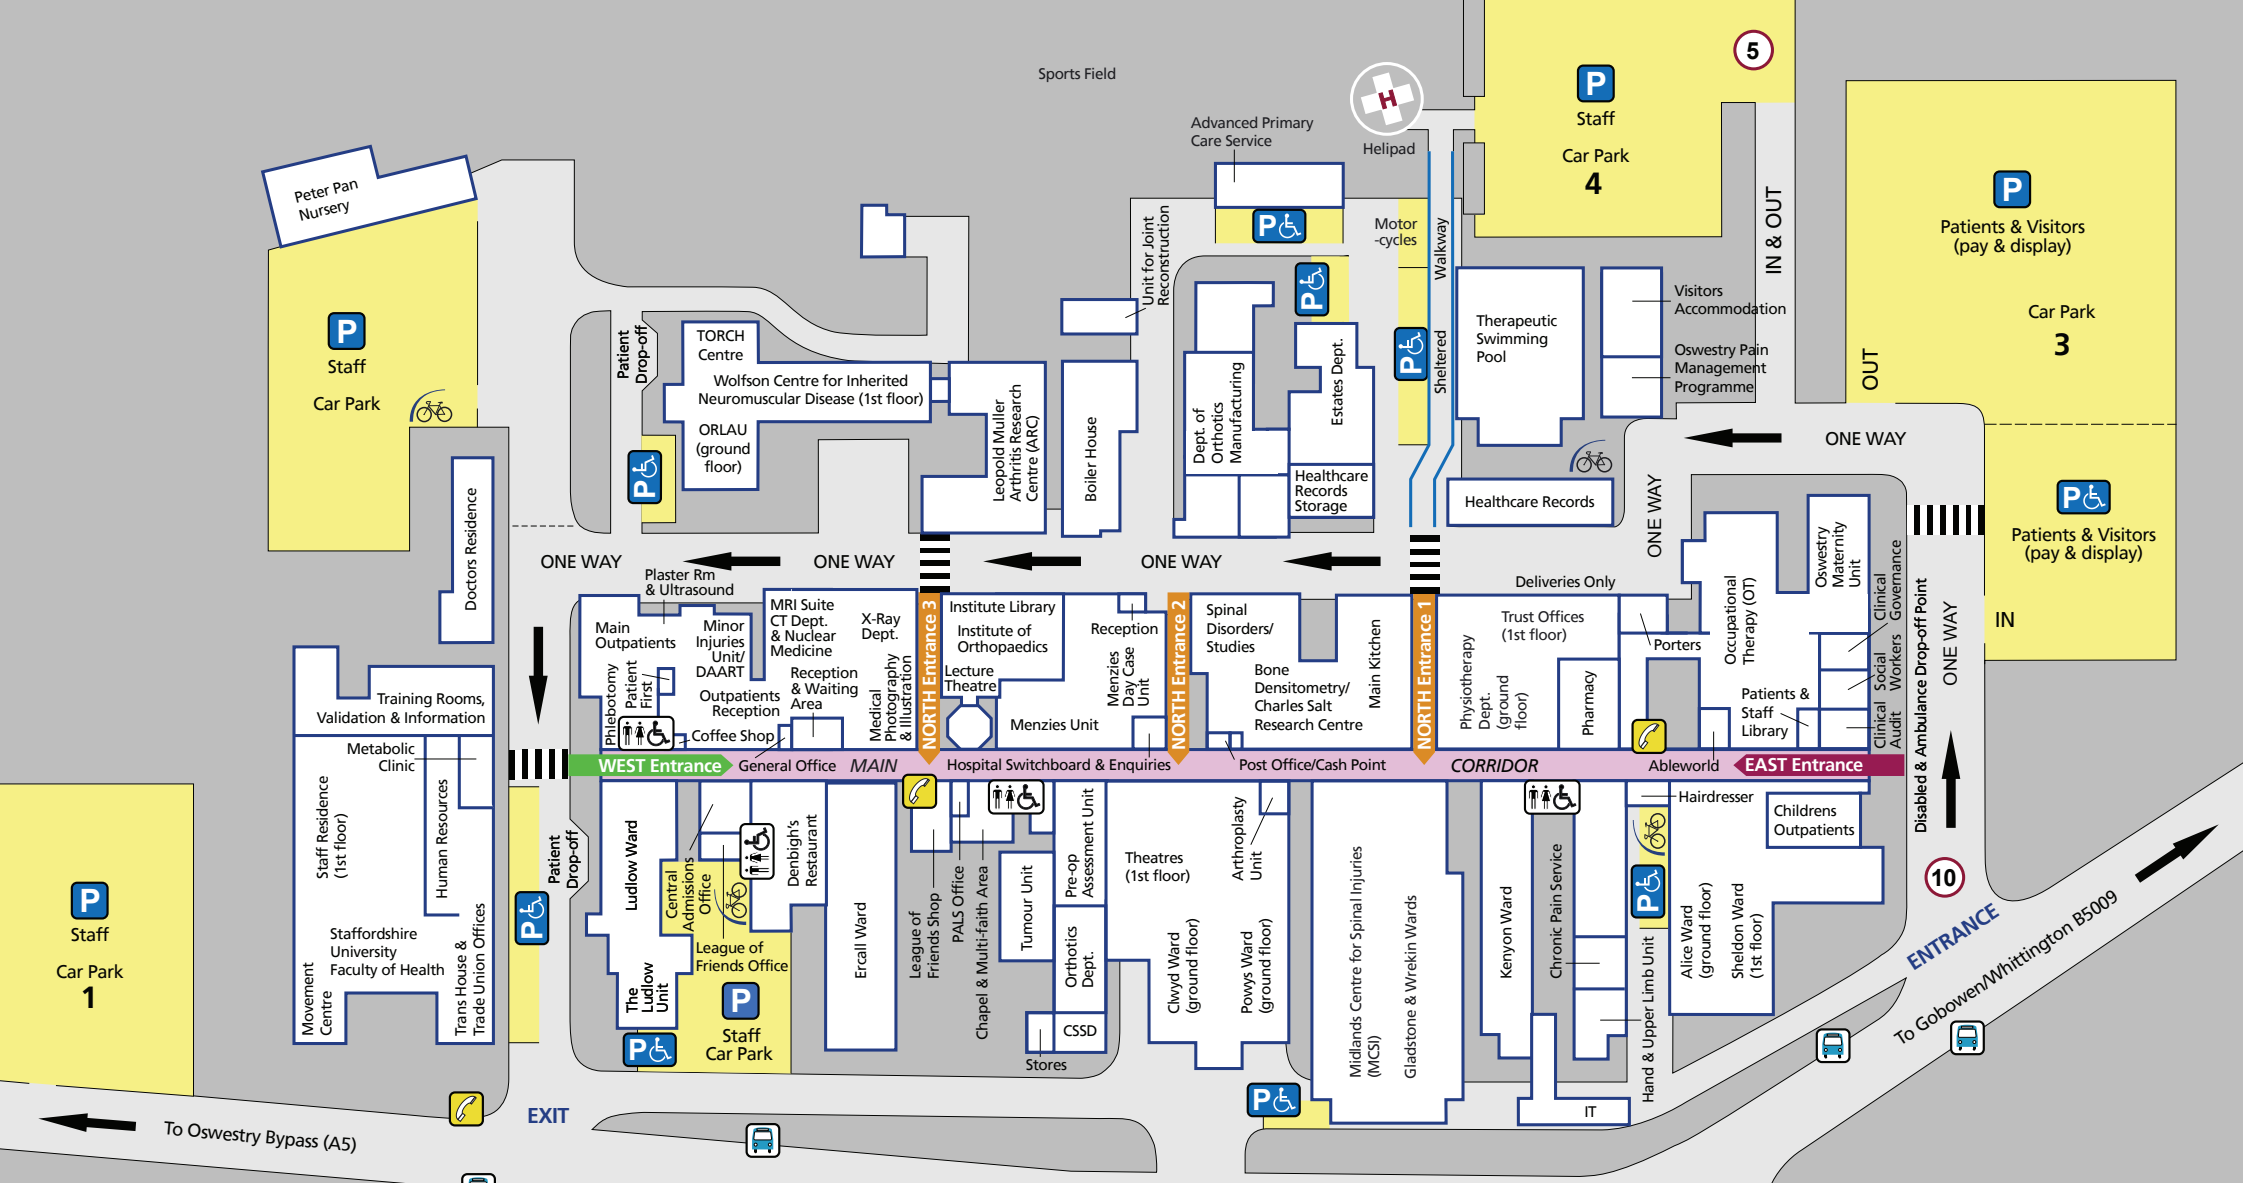 Sports Field
5
P
Staff
Car Park
4
H
Helipad
Advanced Primary
Care Service
P
Motor
-cycles
Sheltered Walkway
P
P
Unit for Joint
Reconstruction
IN & OUT
P
Patients & Visitors
(pay & display)
Car Park
3
OUT
Peter Pan
Nursery
P
Staff
Car Park
Patient
Drop-off
TORCH
Centre
Wolfson Centre for Inherited
Neuromuscular Disease (1st floor)
ORLAU
(ground
floor)
P
Leopold Muller
Arthritis Research
Centre (ARC)
Boiler House
Dept. of
Orthotics
Manufacturing
Estates Dept.
Healthcare
Records
Storage
Therapeutic
Swimming
Pool
Visitors
Accommodation
Oswestry Pain
Management
Programme
Healthcare Records
ONE WAY
ONE WAY
P
Patients & Visitors
(pay & display)
IN
Doctors Residence
ONE WAY
ONE WAY
ONE WAY
Deliveries Only
Plaster Rm
& Ultrasound
Main
Outpatients
Phlebotomy
Patient
First
Minor
Injuries
Unit/
DAART
Outpatients
Reception
Coffee Shop
MRI Suite
CT Dept.
& Nuclear
Medicine
X-Ray
Dept.
Reception
& Waiting
Area
Medical
Photography
& Illustration
NORTH Entrance 3
Institute Library
Institute of
Orthopaedics
Lecture
Theatre
Menzies Unit
Reception
Menzies
Day Case
Unit
NORTH Entrance 2
Spinal
Disorders/
Studies
Bone
Densitometry/
Charles Salt
Research Centre
Main Kitchen
NORTH Entrance 1
Physiotherapy
Dept.
(ground
floor)
Trust Offices
(1st floor)
Pharmacy
Porters
Occupational
Therapy (OT)
Oswestry
Maternity
Unit
Patients &
Staff
Library
Clinical
Governance
Social
Workers
Clinical
Audit
Disabled & Ambulance Drop-off Point
ONE WAY
WEST Entrance
General Office
MAIN
Hospital Switchboard & Enquiries
Post Office/Cash Point
CORRIDOR
Ableworld
EAST Entrance
Training Rooms,
Validation & Information
Metabolic
Clinic
Staff Residence
(1st floor)
Human Resources
Staffordshire
University
Faculty of Health
Movement
Centre
Trans House &
Trade Union Offices
P
Staff
Car Park
1
Patient
Drop-off
P
Ludlow Ward
The
Ludlow
Unit
P
Central
Admissions
Office
League of
Friends Office
P
Staff
Car Park
Denbigh's
Restaurant
Ercall Ward
League of
Friends Shop
PALS Office
Chapel & Multi-faith Area
Tumour Unit
Pre-op
Assessment Unit
Orthotics
Dept.
CSSD
Stores
Theatres
(1st floor)
Arthroplasty
Unit
Clwyd Ward
(ground floor)
Powys Ward
(ground floor)
P
Midlands Centre for Spinal Injuries
(MCSI)
Gladstone & Wrekin Wards
Kenyon Ward
Chronic Pain Service
IT
Hairdresser
P
Hand & Upper Limb Unit
Alice Ward
(ground floor)
Sheldon Ward
(1st floor)
Childrens
Outpatients
10
ENTRANCE
To Gobowen/Whittington B5009
EXIT
To Oswestry Bypass (A5)